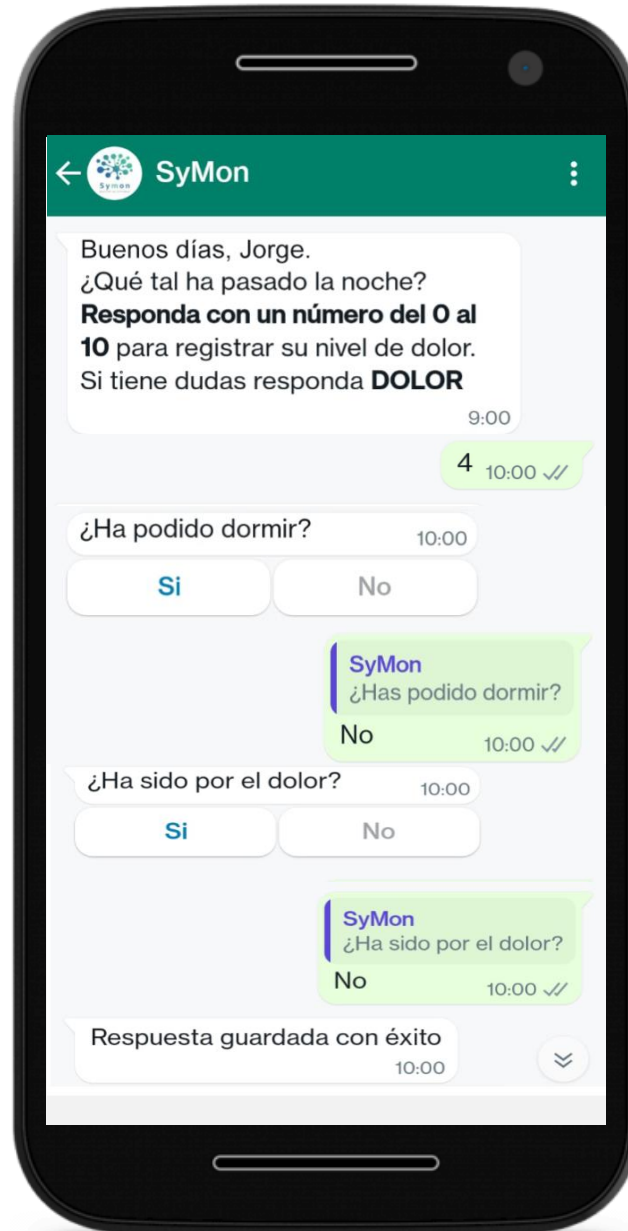 Symon
SyMon
Buenos días, Jorge.
¿Qué tal ha pasado la noche?
Responda con un número del 0 al
10 para registrar su nivel de dolor.
Si tiene dudas responda DOLOR
9:00
4 10:00
¿Ha podido dormir? 10:00
Si No
SyMon
¿Has podido dormir?
No 10:00
¿Ha sido por el dolor? 10:00
Si No
SyMon
¿Ha sido por el dolor?
No 10:00
Respuesta guardada con éxito
10:00